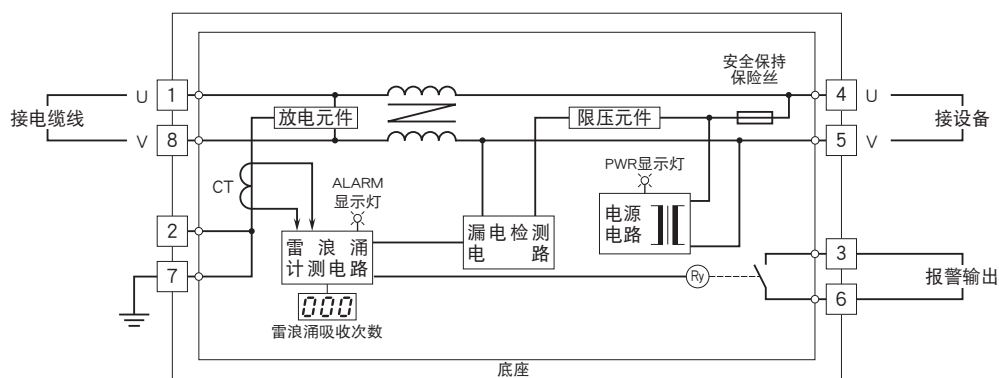 安全保持
保险丝
U 1
4 U
接电缆线
放电元件
限压元件
接设备
V 8
5 V
PWR显示灯
CT
ALARM
显示灯
电源
电路
2
漏电检测
电 路
雷浪涌
计测电路
3
7
Ry
报警输出
000
6
雷浪涌吸收次数
底座